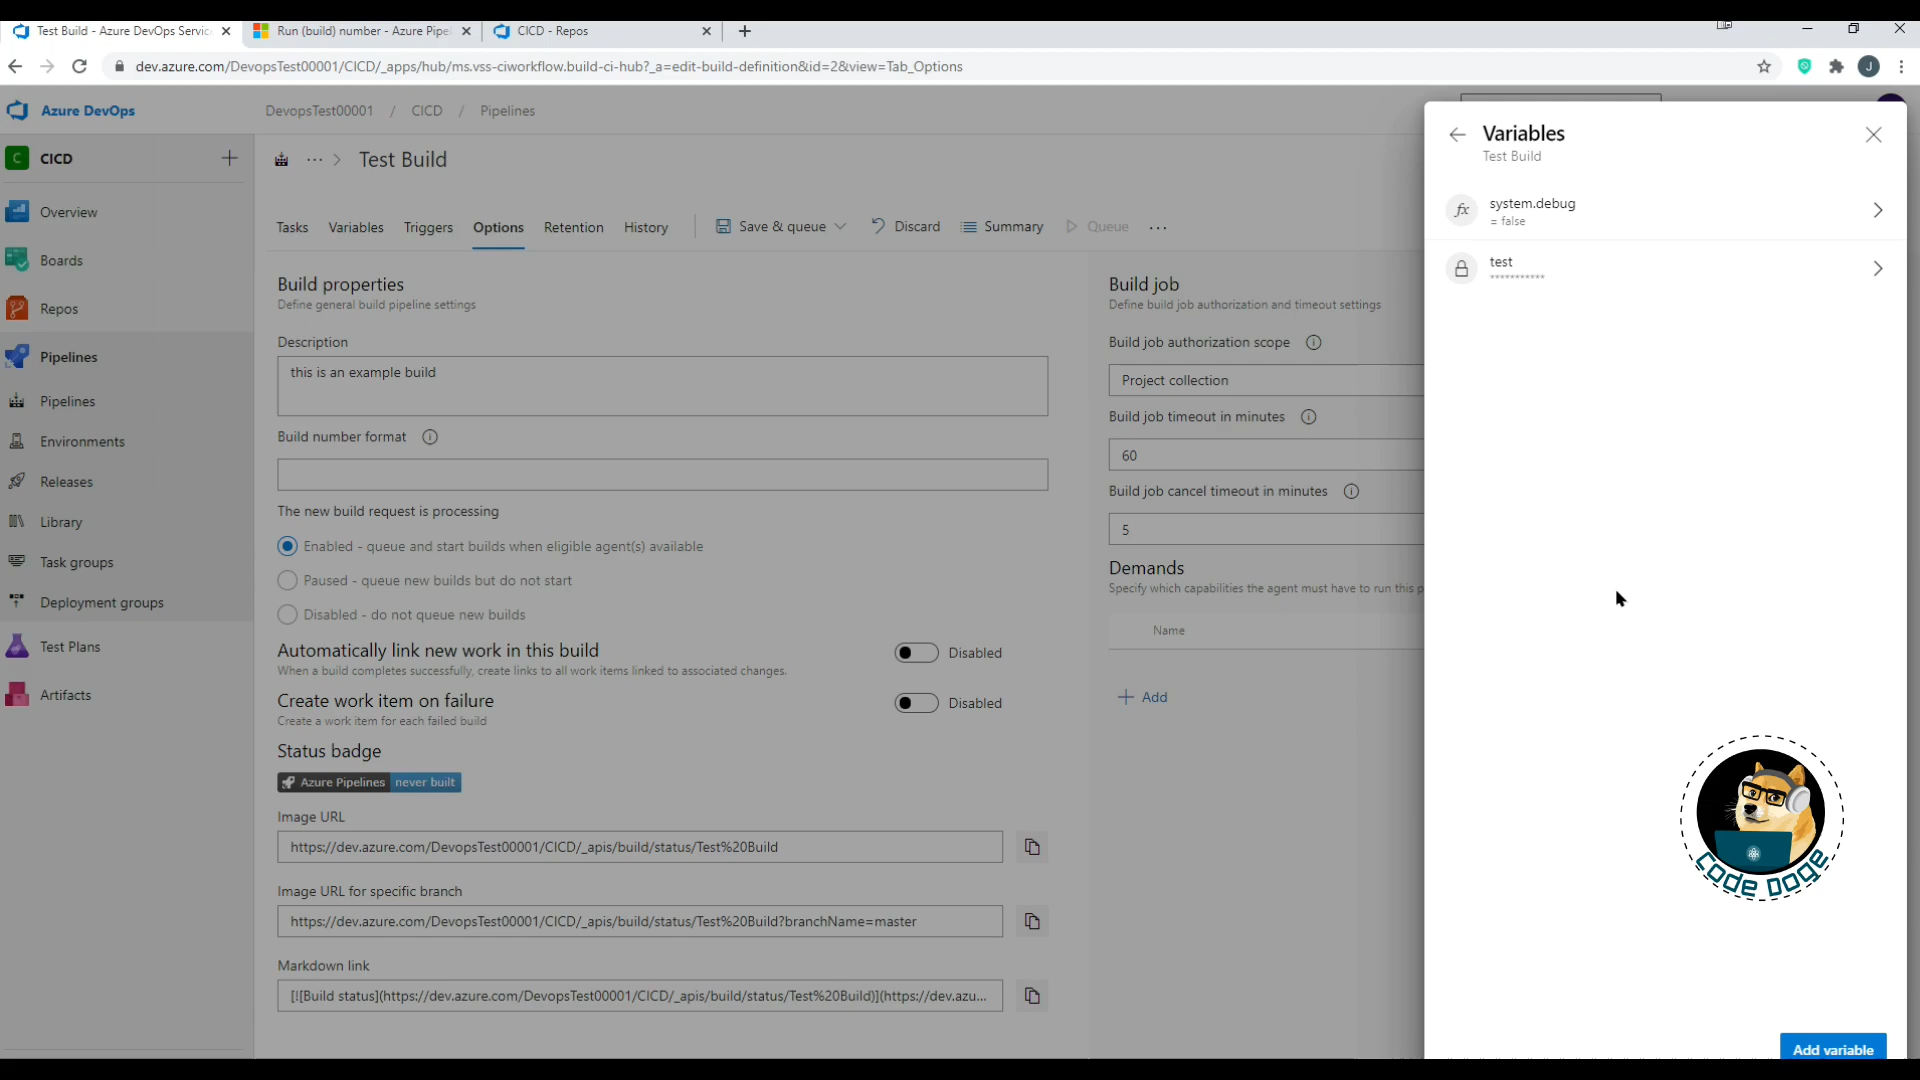 Test Build - Azure DevOps Servic
Run (build) number - Azure Pipel
CICD - Repos
dev.azure.com/DevopsTest00001/CICD/_apps/hub/ms.vss-ciworkflow.build-ci-hub?_a=edit-build-definition&id=2&view=Tab_Options
J
Azure DevOps
DevopsTest00001 / CICD / Pipelines
C CICD
Overview
Boards
Repos
Pipelines
Pipelines
Environments
Releases
Library
Task groups
Deployment groups
Test Plans
Artifacts
··· > Test Build
Tasks Variables Triggers Options Retention History Save & queue Discard Summary Queue ···
Build properties
Define general build pipeline settings
Description
this is an example build
Build number format
The new build request is processing
Enabled - queue and start builds when eligible agent(s) available
Paused - queue new builds but do not start
Disabled - do not queue new builds
Automatically link new work in this build
Disabled
When a build completes successfully, create links to all work items linked to associated changes.
Create work item on failure
Disabled
Create a work item for each failed build
Status badge
Azure Pipelines never built
Image URL
https://dev.azure.com/DevopsTest00001/CICD/_apis/build/status/Test%20Build
Image URL for specific branch
https://dev.azure.com/DevopsTest00001/CICD/_apis/build/status/Test%20Build?branchName=master
Markdown link
[![Build status](https://dev.azure.com/DevopsTest00001/CICD/_apis/build/status/Test%20Build)](https://dev.azu...
Build job
Define build job authorization and timeout settings
Build job authorization scope
Project collection
Build job timeout in minutes
60
Build job cancel timeout in minutes
5
Demands
Specify which capabilities the agent must have to run this p
Name
+ Add
Variables
Test Build
fx system.debug
= false
test
***********
CODE DOGE
Add variable